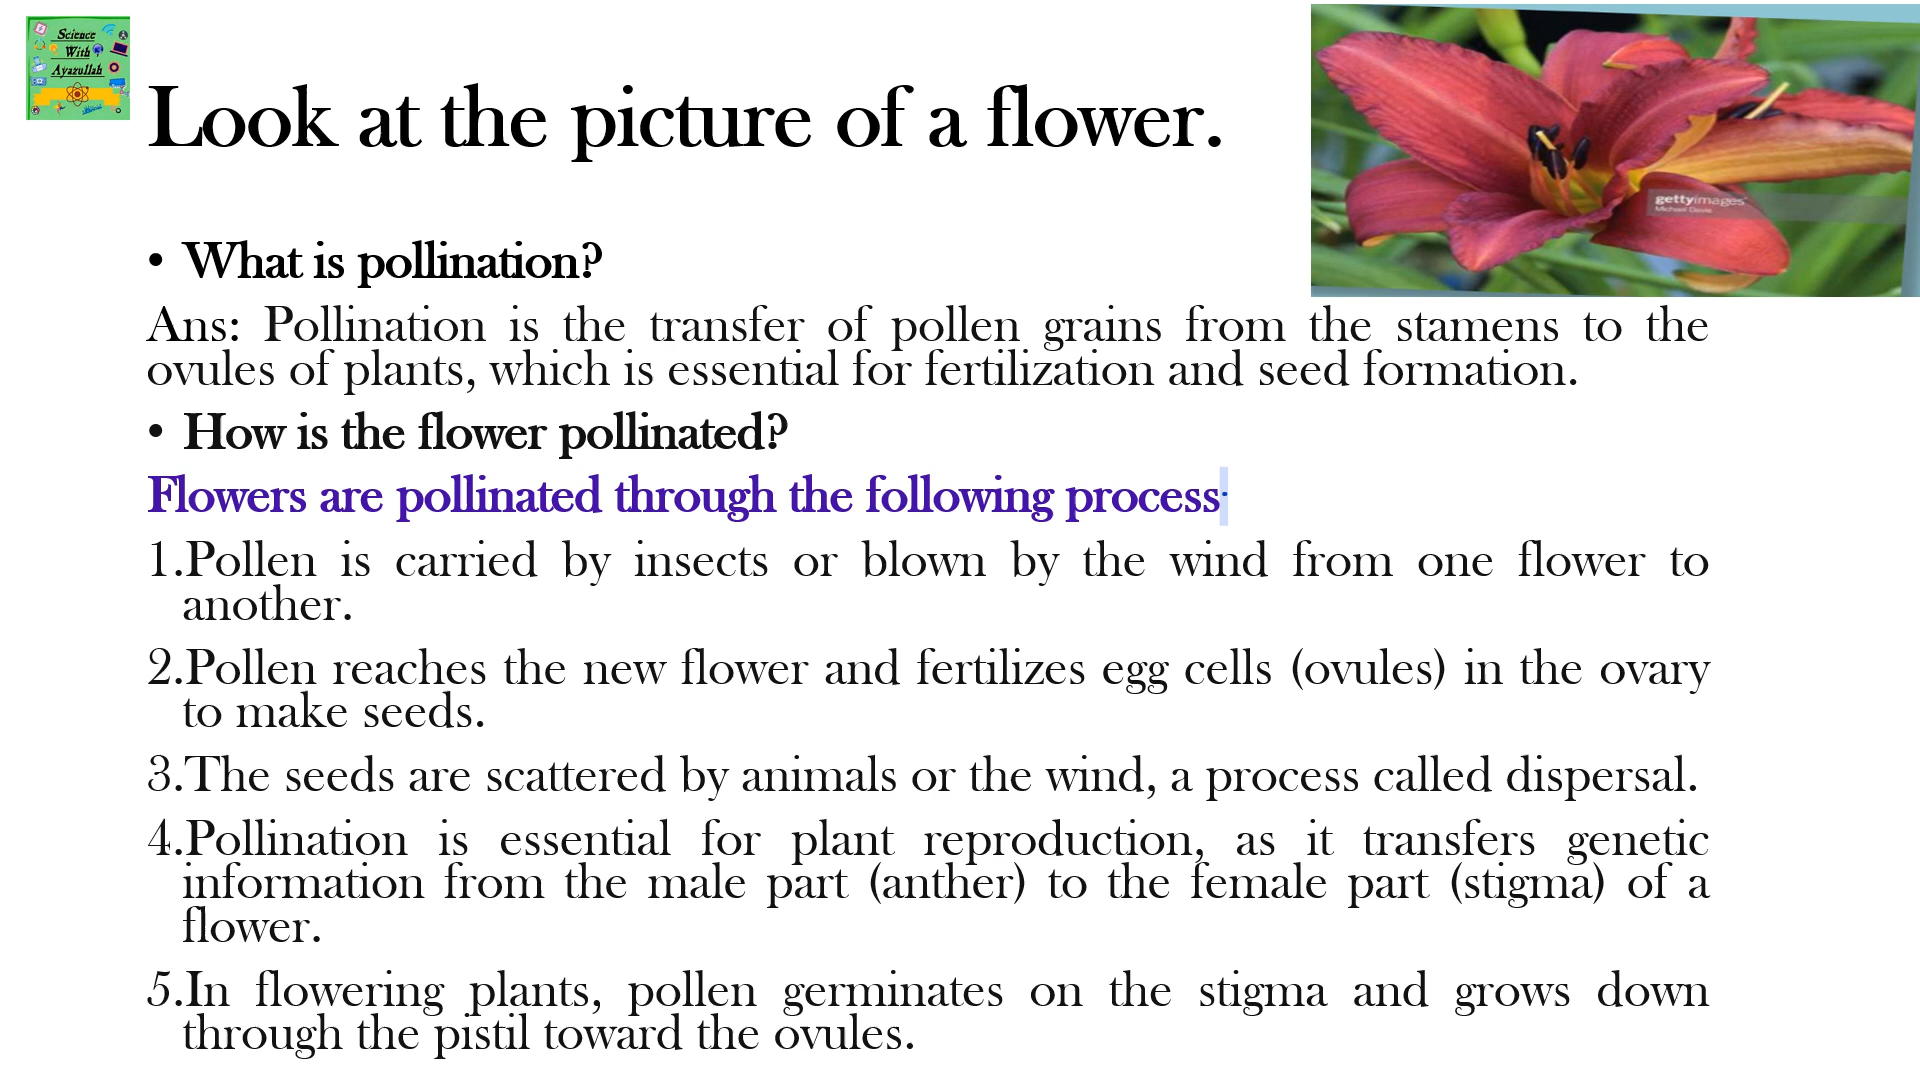 Science
With
Ayazullah
Look at the picture of a flower.
gettyimages
Michael Davis
• What is pollination?
Ans: Pollination is the transfer of pollen grains from the stamens to the
ovules of plants, which is essential for fertilization and seed formation.
• How is the flower pollinated?
Flowers are pollinated through the following process.
1.Pollen is carried by insects or blown by the wind from one flower to
another.
2.Pollen reaches the new flower and fertilizes egg cells (ovules) in the ovary
to make seeds.
3.The seeds are scattered by animals or the wind, a process called dispersal.
4.Pollination is essential for plant reproduction, as it transfers genetic
information from the male part (anther) to the female part (stigma) of a
flower.
5.In flowering plants, pollen germinates on the stigma and grows down
through the pistil toward the ovules.